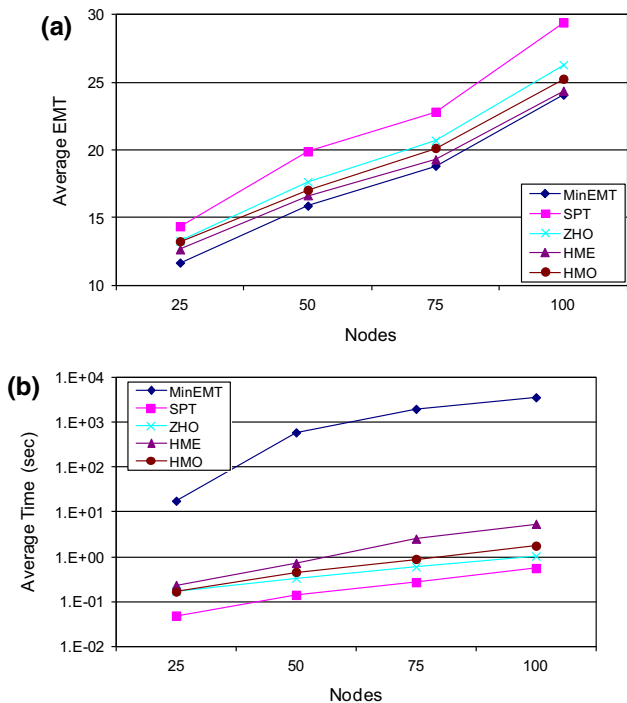 (a)
30
25
20
15
10
Average EMT
25 50 75 100
Nodes
MinEMT
SPT
ZHO
HME
HMO
(b)
1.E+04
1.E+03
1.E+02
1.E+01
1.E+00
1.E-01
1.E-02
Average Time (sec)
MinEMT
SPT
ZHO
HME
HMO
25 50 75 100
Nodes